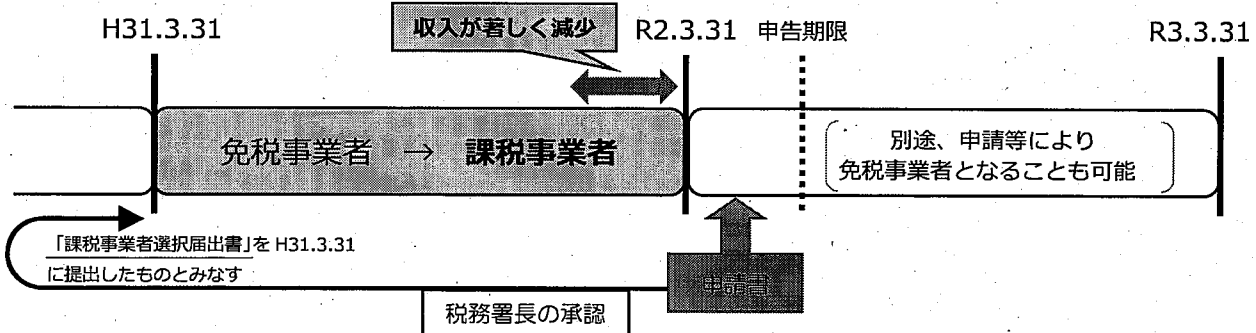 H31.3.31
収入が著しく減少
R2.3.31
申告期限
R3.3.31
免税事業者 → 課税事業者
別途、申請等により
免税事業者となることも可能
「課税事業者選択届出書」を H31.3.31
に提出したものとみなす
申請書
税務署長の承認